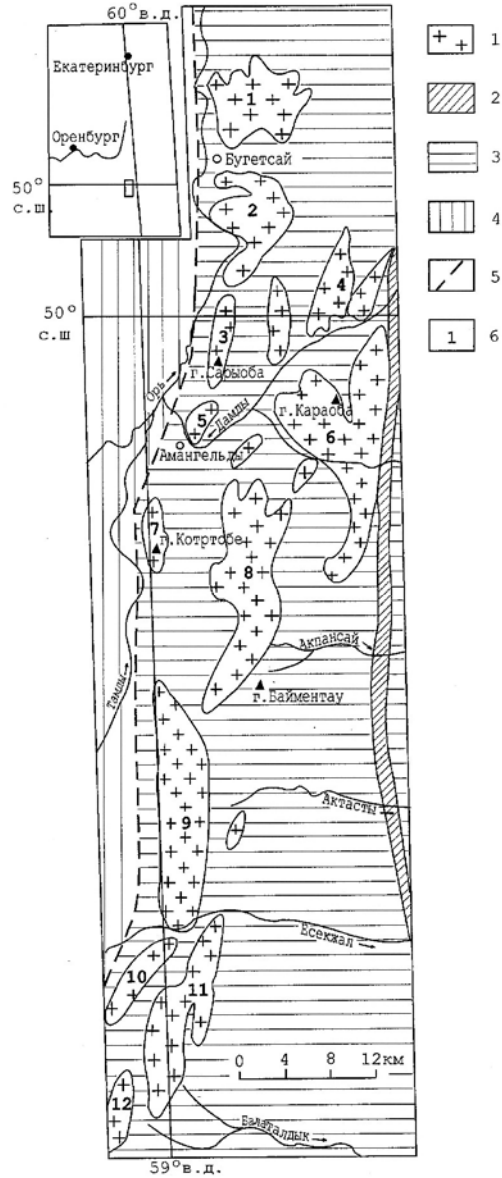 60° в.д.
Екатеринбург
Оренбург
50°
с.ш.
1
2
3
4
5
1 6
1
Бугетсай
2
4
50°
с.ш
3
г.Сарыоба
Орь
5
Дамды
г.Караоба
6
Амангельды
7
г.Котртобе
8
Акпансай
Тамды
г.Байментау
9
Актасты
Есекжал
10
11
0 4 8 12км
12
Балаталдык
59°в.д.